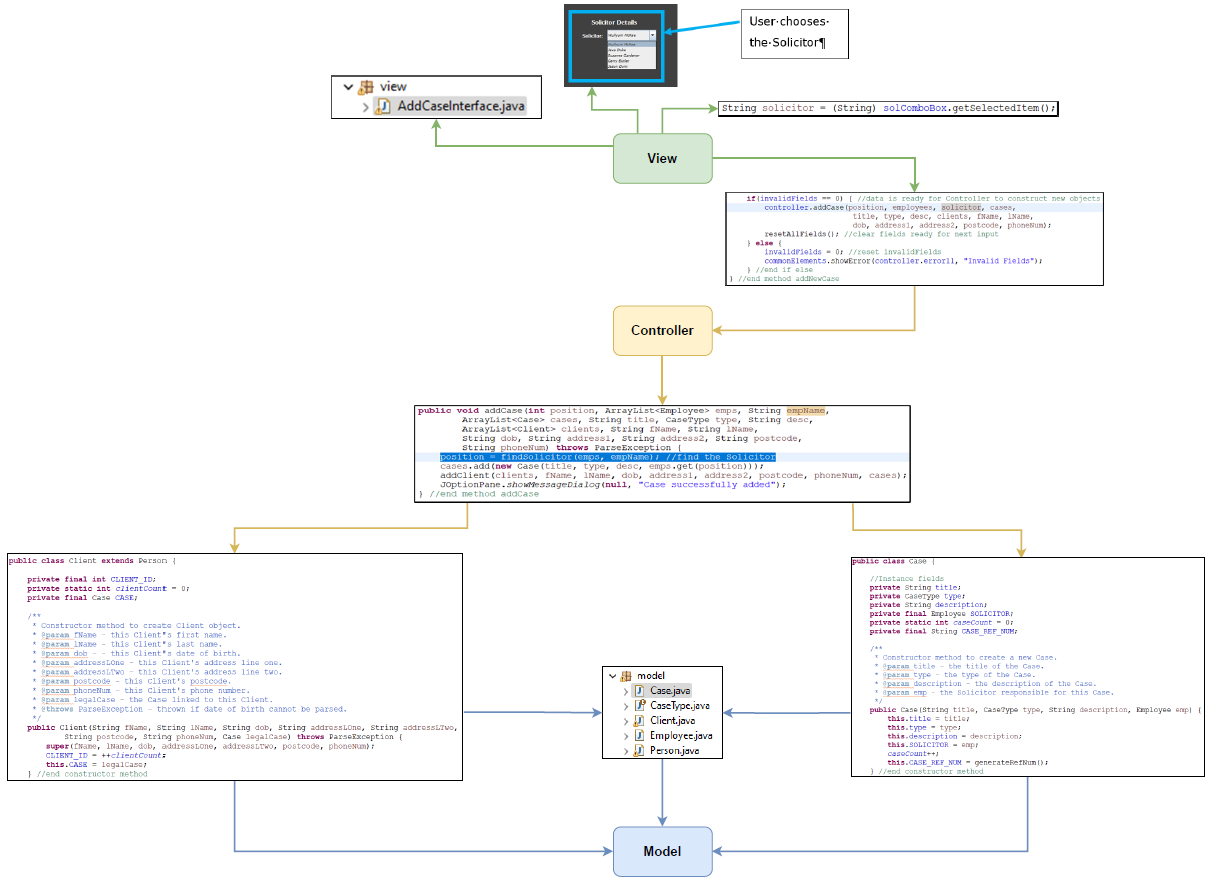 Solicitor Details
Solicitor:
User·chooses·
the·Solicitor¶
view
AddCaseInterface.java
String solicitor = (String) solComboBox.getSelectedItem();
View
if(invalidFields == 0) { //data is ready for Controller to construct new objects
controller.addCase(position, employees, solicitor, cases,
title, type, desc, clients, fName, lName,
dob, address1, address2, postcode, phoneNum);
resetAllFields(); //clear fields ready for next input
} else {
invalidFields = 0; //reset invalidFields
commonElements.showError(controller.error11, "Invalid Fields");
} //end if else
} //end method addNewCase
Controller
public void addCase(int position, ArrayList<Employee> emps, String empName,
ArrayList<Case> cases, String title, CaseType type, String desc,
ArrayList<Client> clients, String fName, String lName,
String dob, String address1, String address2, String postcode,
String phoneNum) throws ParseException {
position = findSolicitor(emps, empName); //find the Solicitor
cases.add(new Case(title, type, desc, emps.get(position)));
addClient(clients, fName, lName, dob, address1, address2, postcode, phoneNum, cases);
JOptionPane.showMessageDialog(null, "Case successfully added");
} //end method addCase
public class Client extends Person {
private final int CLIENT_ID;
private static int clientCount = 0;
private final Case CASE;
/**
* Constructor method to create Client object.
* @param fName - this Client"s first name.
* @param lName - this Client"s last name.
* @param dob - - this Client"s date of birth.
* @param addressLOne - this Client's address line one.
* @param addressLTwo - this Client's address line two.
* @param postcode - this Client's postcode.
* @param phoneNum - this Client's phone number.
* @param legalCase - the Case linked to this Client.
* @throws ParseException - thrown if date of birth cannot be parsed.
*/
public Client(String fName, String lName, String dob, String addressLOne, String addressLTwo,
String postcode, String phoneNum, Case legalCase) throws ParseException {
super(fName, lName, dob, addressLOne, addressLTwo, postcode, phoneNum);
CLIENT_ID = ++clientCount;
this.CASE = legalCase;
} //end constructor method
model
Case.java
CaseType.java
Client.java
Employee.java
Person.java
public class Case {
//Instance fields
private String title;
private CaseType type;
private String description;
private final Employee SOLICITOR;
private static int caseCount = 0;
private final String CASE_REF_NUM;
/**
* Constructor method to create a new Case.
* @param title - the title of the Case.
* @param type - the type of the Case.
* @param description - the description of the Case.
* @param emp - the Solicitor responsible for this Case.
*/
public Case(String title, CaseType type, String description, Employee emp) {
this.title = title;
this.type = type;
this.description = description;
this.SOLICITOR = emp;
caseCount++;
this.CASE_REF_NUM = generateRefNum();
} //end constructor method
Model